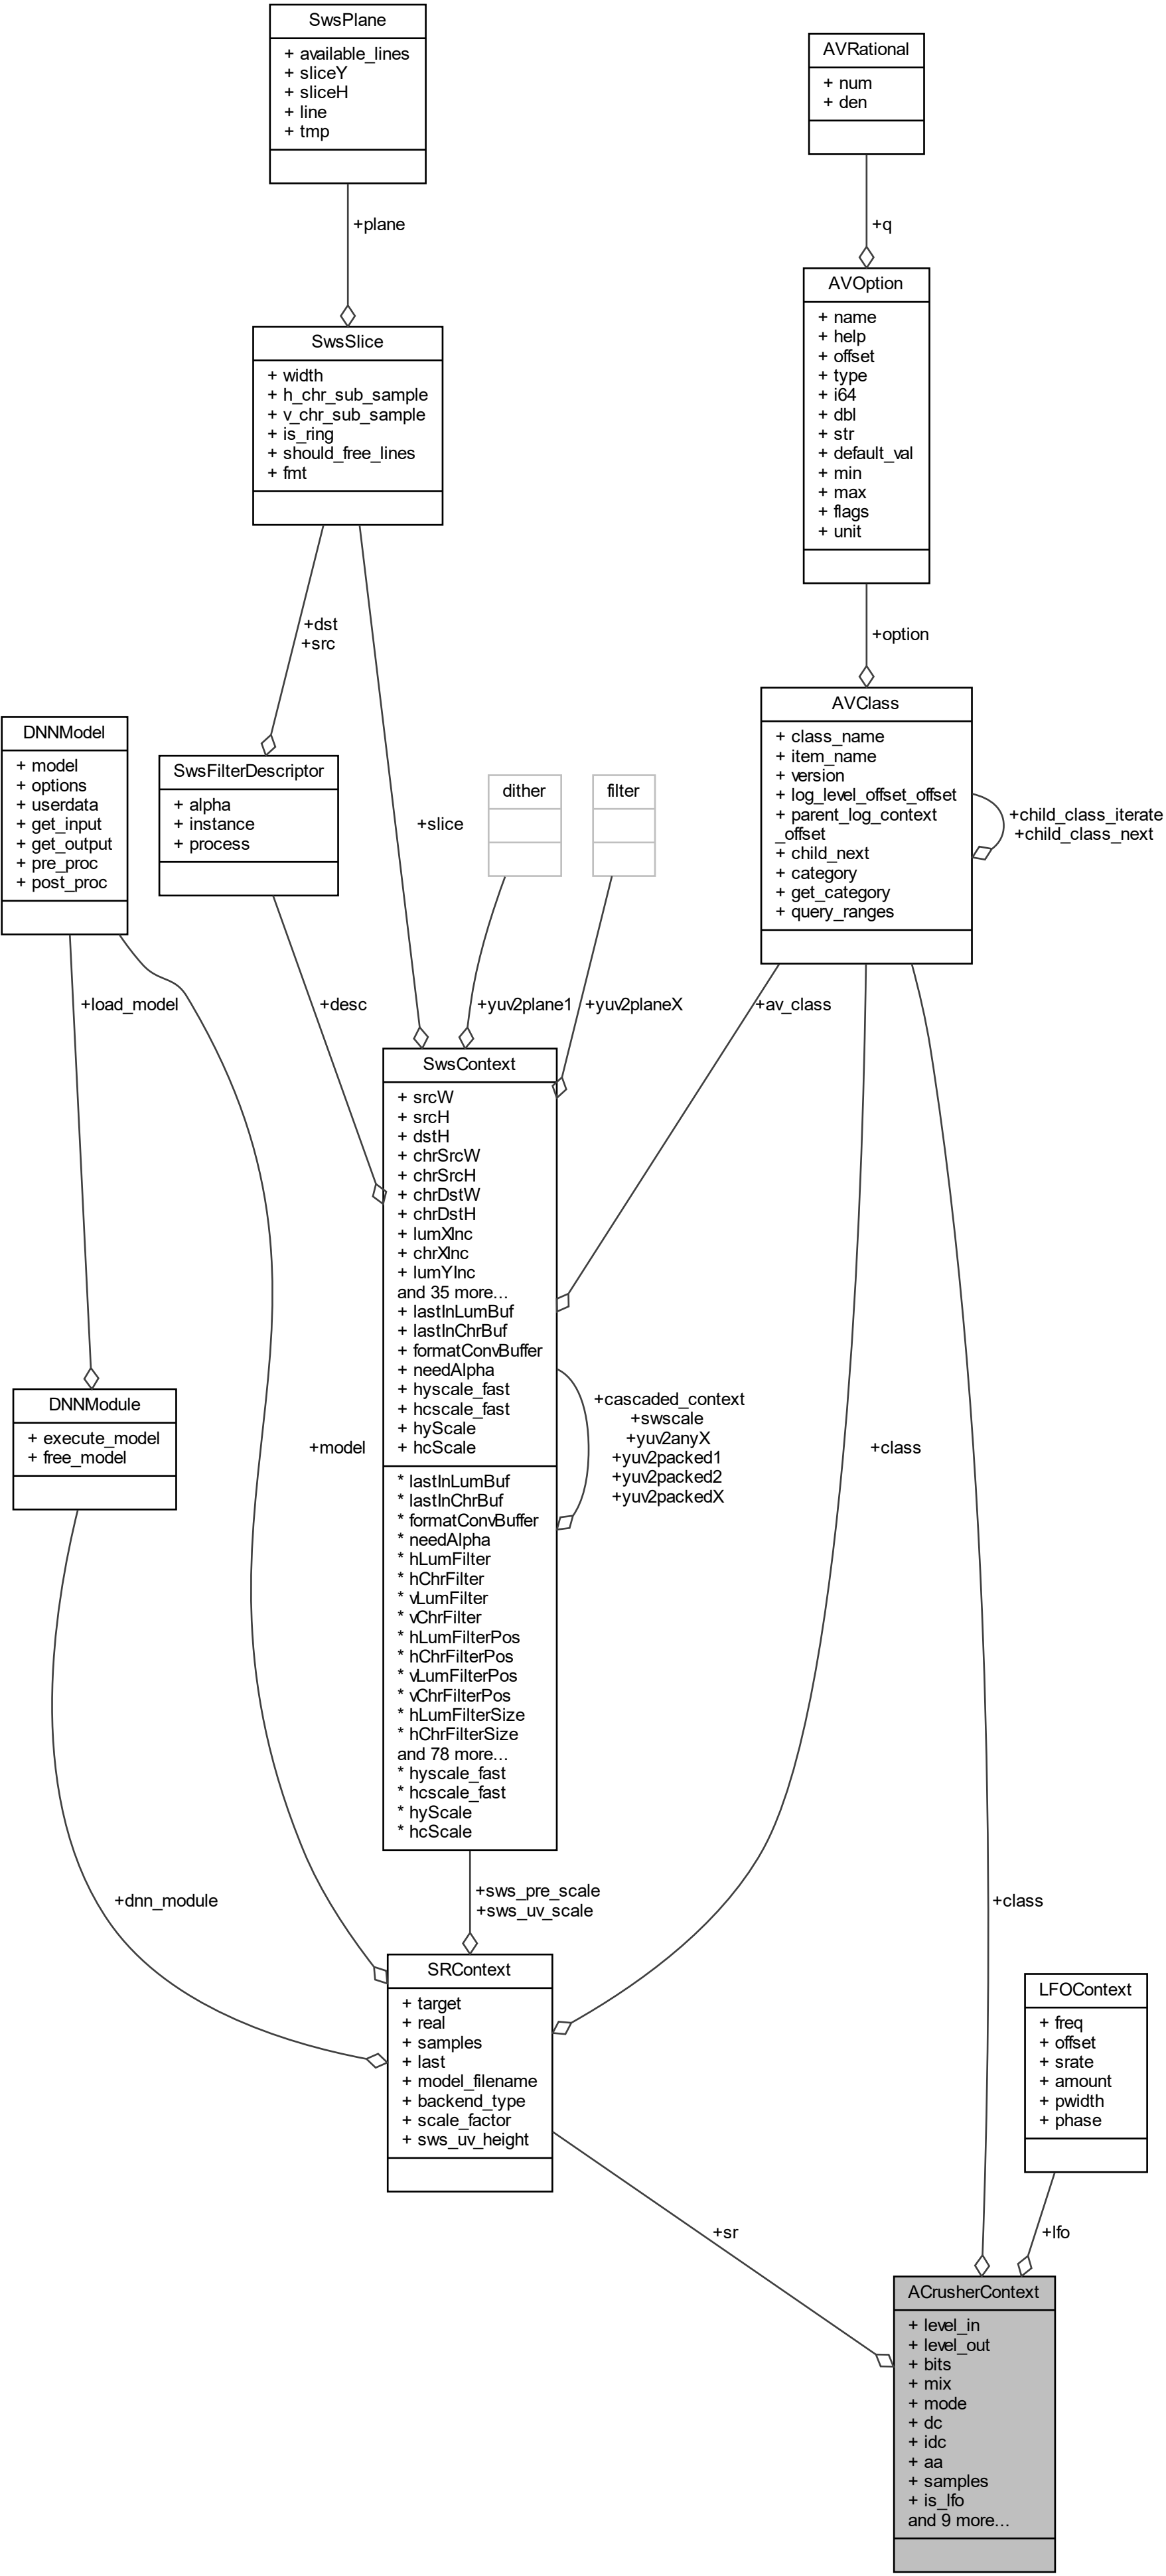 SwsPlane
+ available_lines
+ sliceY
+ sliceH
+ line
+ tmp
AVRational
+ num
+ den
+plane
+q
AVOption
+ name
+ help
+ offset
+ type
+ i64
+ dbl
+ str
+ default_val
+ min
+ max
+ flags
+ unit
SwsSlice
+ width
+ h_chr_sub_sample
+ v_chr_sub_sample
+ is_ring
+ should_free_lines
+ fmt
+dst
+src
+option
AVClass
+ class_name
+ item_name
+ version
+ log_level_offset_offset
+ parent_log_context
_offset
+ child_next
+ category
+ get_category
+ query_ranges
+child_class_iterate
+child_class_next
DNNModel
+ model
+ options
+ userdata
+ get_input
+ get_output
+ pre_proc
+ post_proc
SwsFilterDescriptor
+ alpha
+ instance
+ process
dither
filter
+slice
+load_model
+desc
+yuv2plane1
+yuv2planeX
+av_class
SwsContext
+ srcW
+ srcH
+ dstH
+ chrSrcW
+ chrSrcH
+ chrDstW
+ chrDstH
+ lumXInc
+ chrXInc
+ lumYInc
and 35 more...
+ lastInLumBuf
+ lastInChrBuf
+ formatConvBuffer
+ needAlpha
+ hyscale_fast
+ hcscale_fast
+ hyScale
+ hcScale
* lastInLumBuf
* lastInChrBuf
* formatConvBuffer
* needAlpha
* hLumFilter
* hChrFilter
* vLumFilter
* vChrFilter
* hLumFilterPos
* hChrFilterPos
* vLumFilterPos
* vChrFilterPos
* hLumFilterSize
* hChrFilterSize
and 78 more...
* hyscale_fast
* hcscale_fast
* hyScale
* hcScale
+cascaded_context
+swscale
+yuv2anyX
+yuv2packed1
+yuv2packed2
+yuv2packedX
DNNModule
+ execute_model
+ free_model
+model
+class
+dnn_module
+sws_pre_scale
+sws_uv_scale
+class
SRContext
+ target
+ real
+ samples
+ last
+ model_filename
+ backend_type
+ scale_factor
+ sws_uv_height
LFOContext
+ freq
+ offset
+ srate
+ amount
+ pwidth
+ phase
+sr
+lfo
ACrusherContext
+ level_in
+ level_out
+ bits
+ mix
+ mode
+ dc
+ idc
+ aa
+ samples
+ is_lfo
and 9 more...